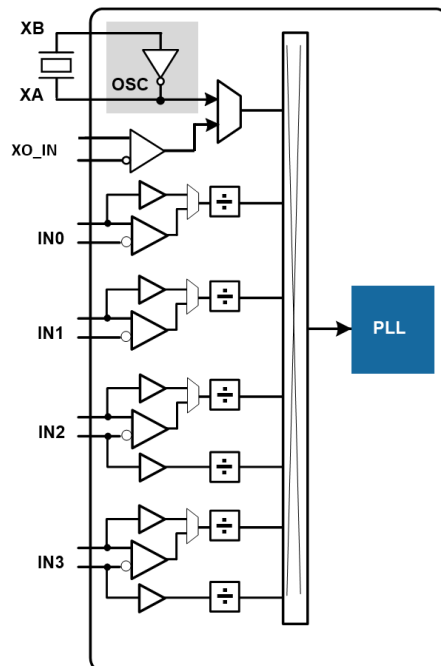 XB
OSC
XA
XO_IN
÷
IN0
÷
IN1
÷
PLL
IN2
÷
÷
IN3
÷